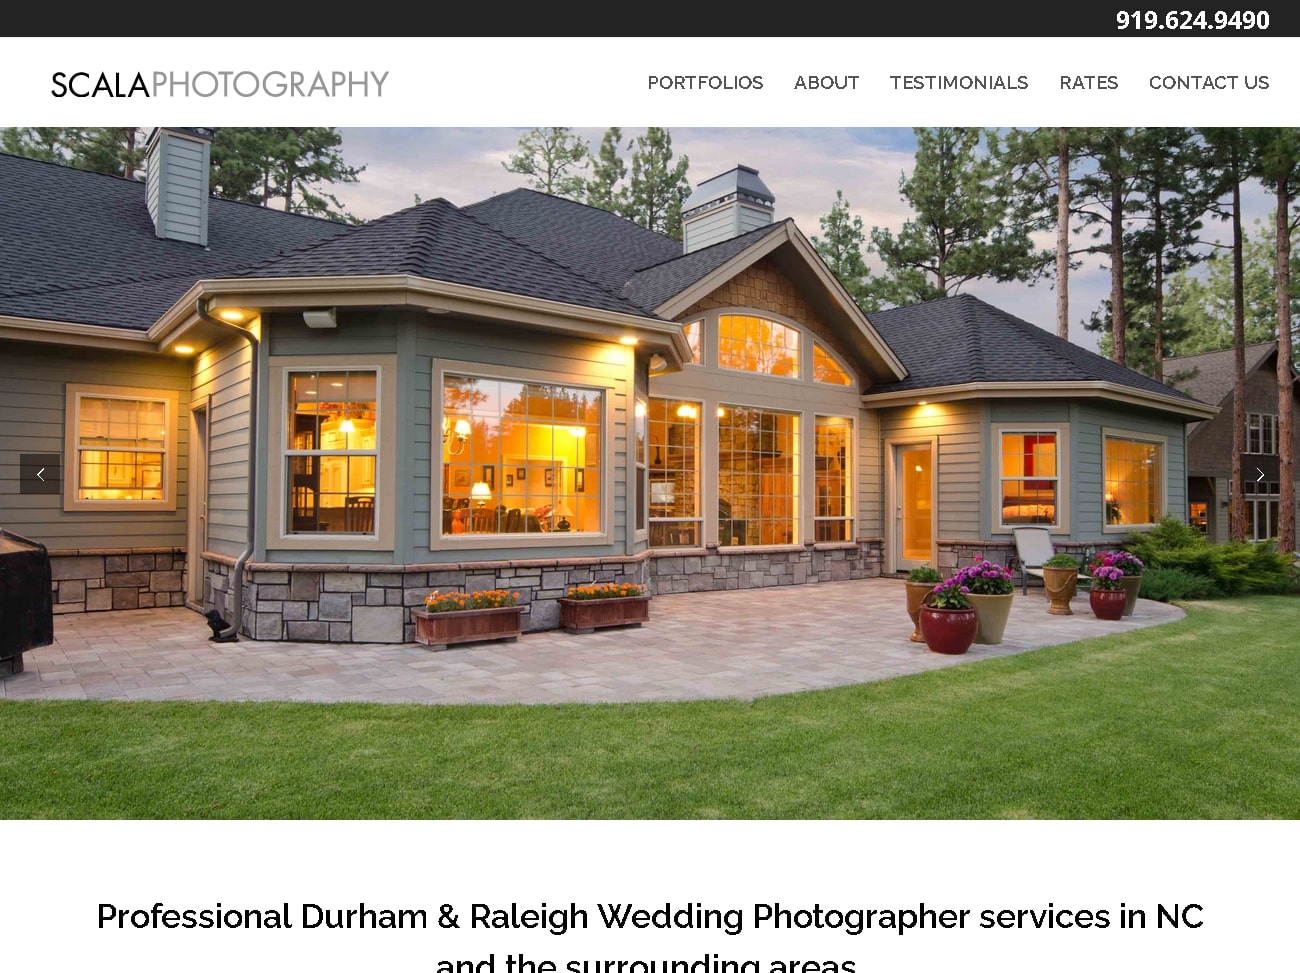 919.624.9490
SCALAPHOTOGRAPHY
PORTFOLIOS ABOUT TESTIMONIALS RATES CONTACT US
Professional Durham & Raleigh Wedding Photographer services in NC
and the surrounding areas